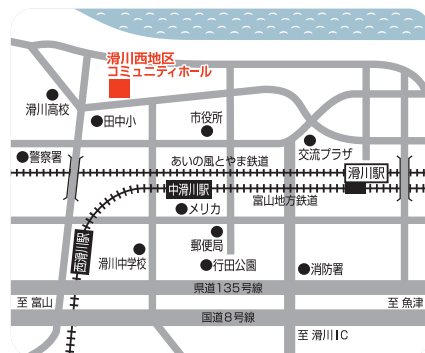 滑川西地区
コミュニティホール
滑川高校
田中小
市役所
交流プラザ
警察署
あいの風とやま鉄道
滑川駅
中滑川駅
富山地方鉄道
メリカ
西滑川駅
滑川中学校
郵便局
行田公園
消防署
県道135号線
至 富山
至 魚津
国道8号線
至 滑川IC